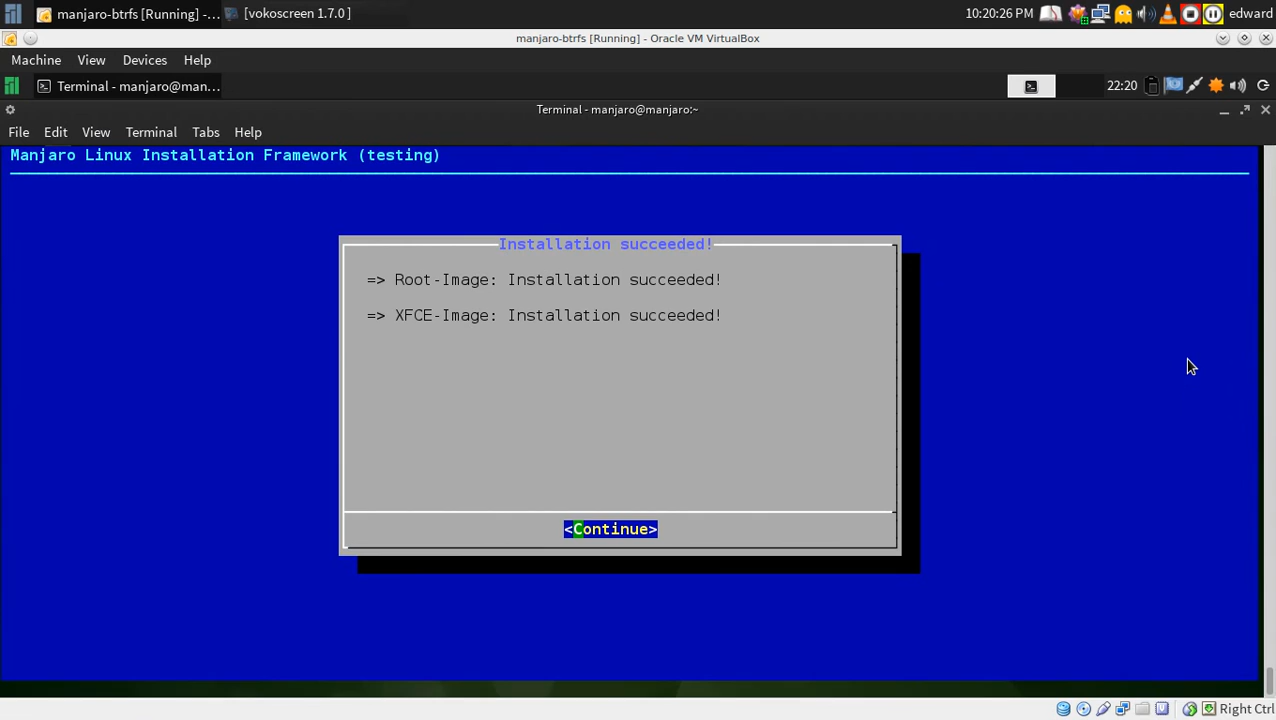 manjaro-btrfs [Running] -... [vokoscreen 1.7.0 ] 10:20:26 PM edward
manjaro-btrfs [Running] - Oracle VM VirtualBox
Machine View Devices Help
Terminal - manjaro@man... 22:20
Terminal - manjaro@manjaro:~
File Edit View Terminal Tabs Help
Manjaro Linux Installation Framework (testing)
Installation succeeded!
=> Root-Image: Installation succeeded!
=> XFCE-Image: Installation succeeded!
<Continue>
Right Ctrl